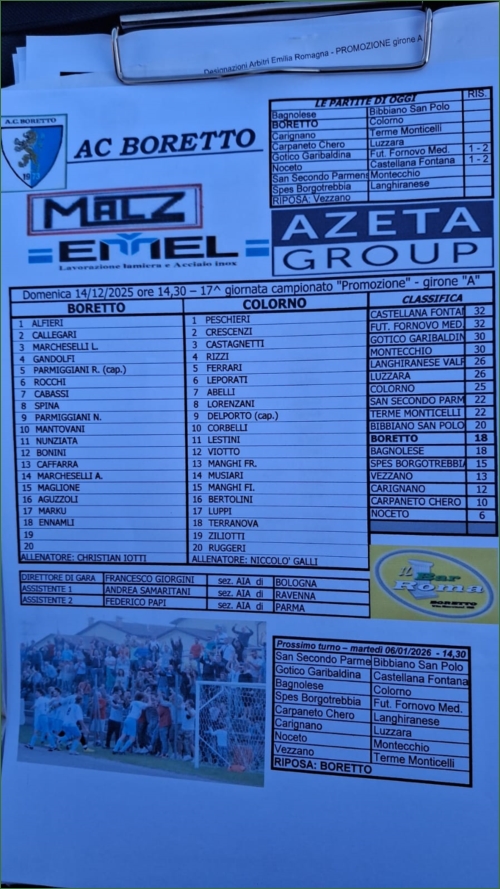 Designazioni Arbitri Emilia Romagna - PROMOZIONE girone A
A.C. BORETTO
AC BORETTO
LE PARTITE DI OGGI RIS.
Bagnolese Bibbiano San Polo
BORETTO Colorno
Carignano Terme Monticelli
Carpaneto Chero Luzzara
Gotico Garibaldina Fut. Fornovo Med. 1 - 2
Noceto Castellana Fontana 1 - 2
San Secondo Parmens Montecchio
Spes Borgotrebbia Langhiranese
RIPOSA: Vezzano
MALZ
EMMEL
Lavorazione lamiera e Acciaio inox
AZETA
GROUP
Domenica 14/12/2025 ore 14,30 – 17^ giornata campionato "Promozione" - girone "A"
BORETTO
1 ALFIERI
2 CALLEGARI
3 MARCHESELLI L.
4 GANDOLFI
5 PARMIGGIANI R. (cap.)
6 ROCCHI
7 CABASSI
8 SPINA
9 PARMIGGIANI N.
10 MANTOVANI
11 NUNZIATA
12 BONINI
13 CAFFARRA
14 MARCHESELLI A.
15 MAGLIONE
16 AGUZZOLI
17 MARKU
18 ENNAMLI
19
20
ALLENATORE: CHRISTIAN IOTTI
COLORNO
1 PESCHIERI
2 CRESCENZI
3 CASTAGNETTI
4 RIZZI
5 FERRARI
6 LEPORATI
7 ABELLI
8 LORENZANI
9 DELPORTO (cap.)
10 CORBELLI
11 LESTINI
12 VIOTTO
13 MANGHI FR.
14 MUSIARI
15 MANGHI FI.
16 BERTOLINI
17 LUPPI
18 TERRANOVA
19 ZILIOTTI
20 RUGGERI
ALLENATORE: NICCOLO' GALLI
CLASSIFICA
CASTELLANA FONTAN 32
FUT. FORNOVO MED. 32
GOTICO GARIBALDIN 30
MONTECCHIO 30
LANGHIRANESE VALP 26
LUZZARA 26
COLORNO 25
SAN SECONDO PARM 22
TERME MONTICELLI 22
BIBBIANO SAN POLO 20
BORETTO 18
BAGNOLESE 18
SPES BORGOTREBBIA 15
VEZZANO 13
CARIGNANO 12
CARPANETO CHERO 10
NOCETO 6
DIRETTORE DI GARA FRANCESCO GIORGINI sez. AIA di BOLOGNA
ASSISTENTE 1 ANDREA SAMARITANI sez. AIA di RAVENNA
ASSISTENTE 2 FEDERICO PAPI sez. AIA di PARMA
Il
Bar
Roma
BORETTO
Prossimo turno – martedì 06/01/2026 - 14,30
San Secondo Parme Bibbiano San Polo
Gotico Garibaldina Castellana Fontana
Bagnolese Colorno
Spes Borgotrebbia Fut. Fornovo Med.
Carpaneto Chero Langhiranese
Carignano Luzzara
Noceto Montecchio
Vezzano Terme Monticelli
RIPOSA: BORETTO